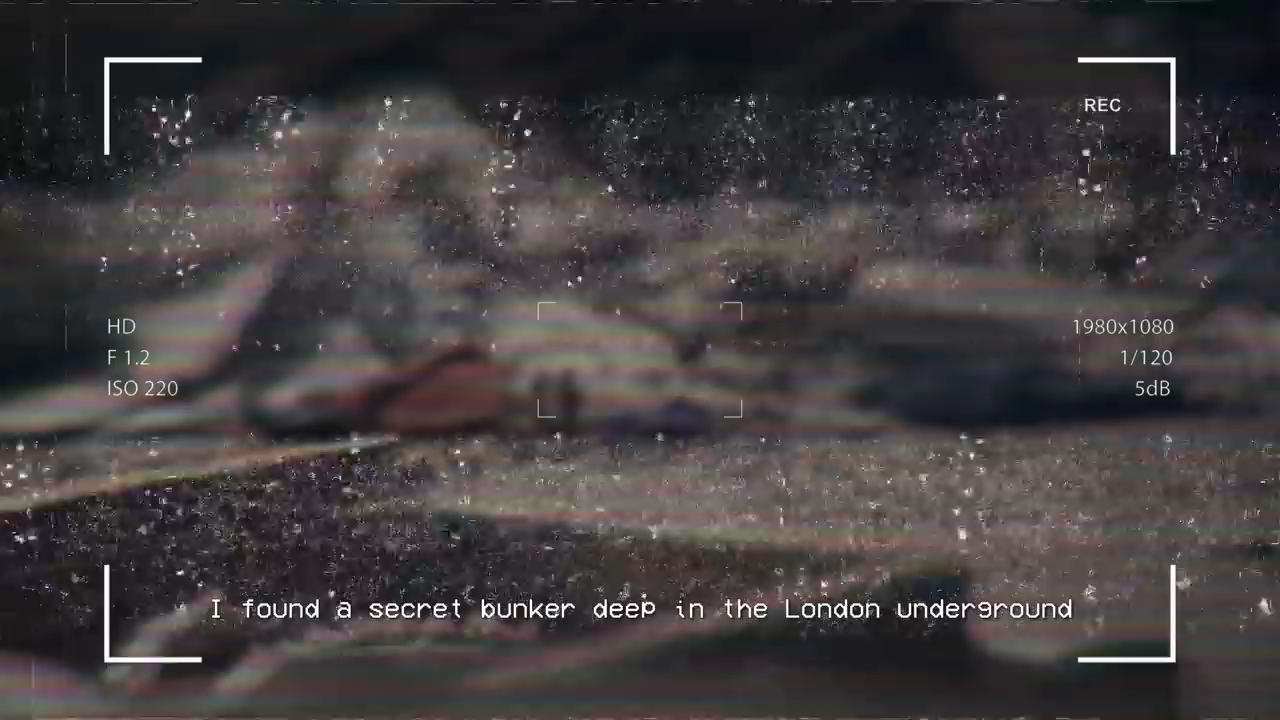 REC
HD
1980x1080
F 1.2
1/120
ISO 220
5dB
I found a secret bunker deep in the London underground